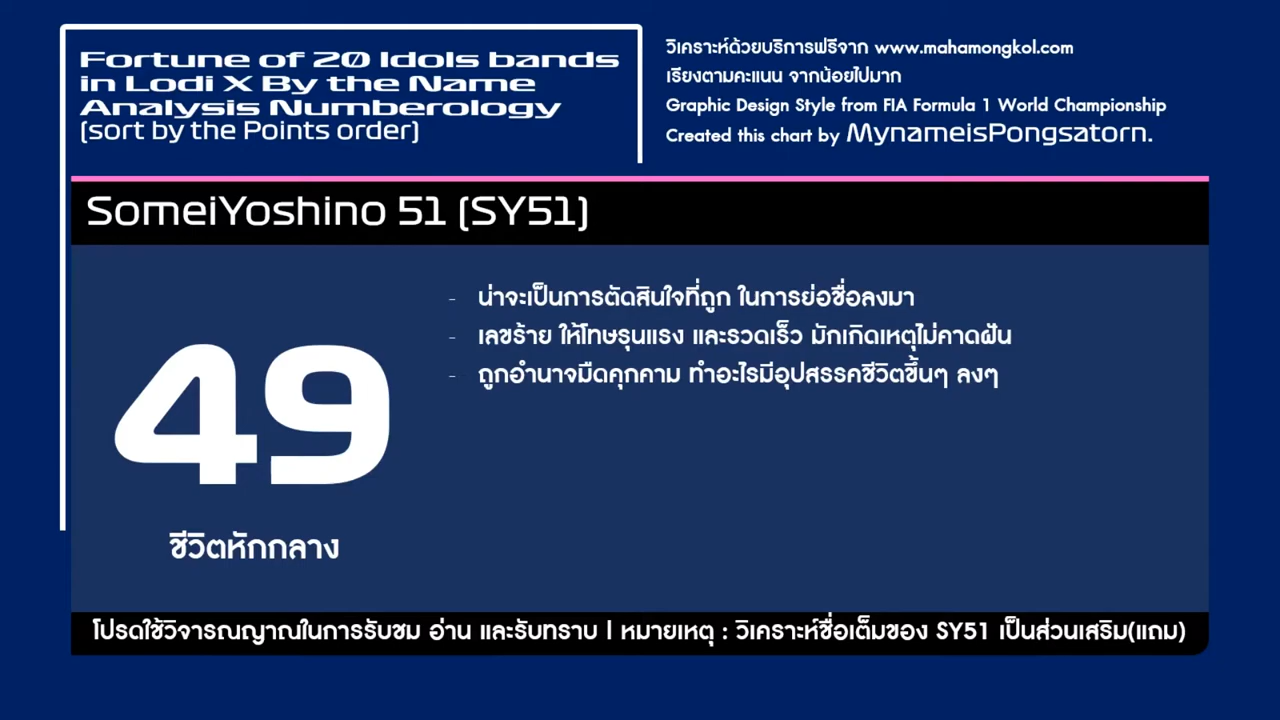 Fortune of 20 Idols bands
in Lodi X By the Name
Analysis Numberology
(sort by the Points order)
วิเคราะห์ด้วยบริการฟรีจาก www.mahamongkol.com
เรียงตามคะแนน จากน้อยไปมาก
Graphic Design Style from FIA Formula 1 World Championship
Created this chart by MynameisPongsatorn.
SomeiYoshino 51 (SY51)
49
ชีวิตหักกลาง
- น่าจะเป็นการตัดสินใจที่ถูก ในการย่อชื่อลงมา
- เลขร้าย ให้โทษรุนแรง และรวดเร็ว มักเกิดเหตุไม่คาดฝัน
- ถูกอำนาจมืดคุกคาม ทำอะไรมีอุปสรรคชีวิตขึ้นๆ ลงๆ
โปรดใช้วิจารณญาณในการรับชม อ่าน และรับทราบ | หมายเหตุ : วิเคราะห์ชื่อเต็มของ SY51 เป็นส่วนเสริม(แถม)